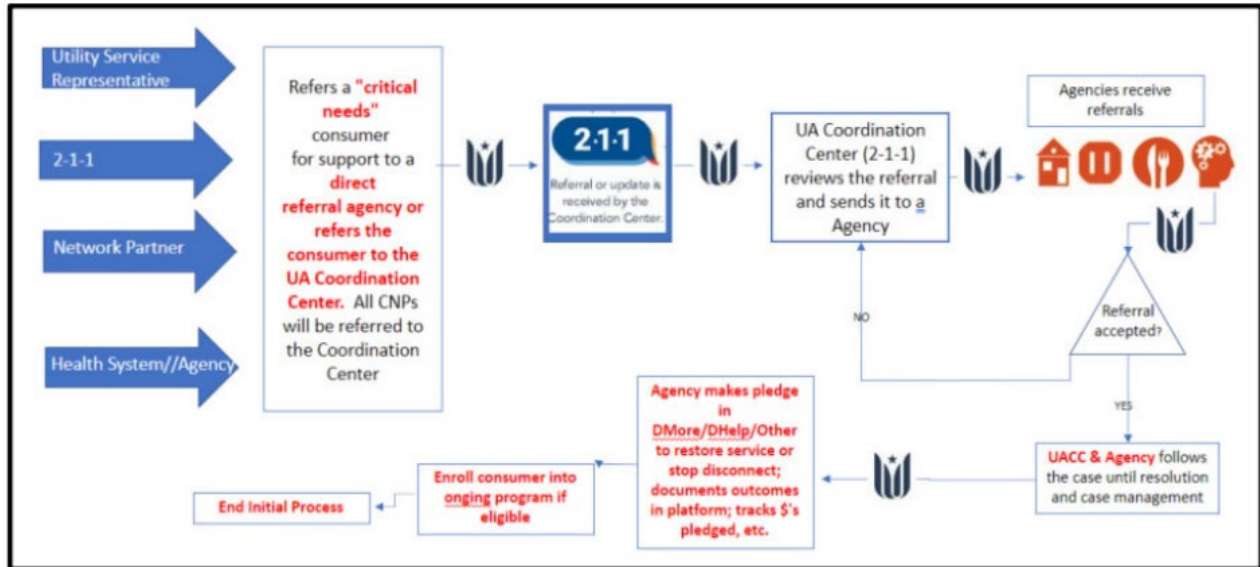 Utility Service
Representative
2-1-1
Network Partner
Health System//Agency
Refers a "critical
needs"
consumer
for support to a
direct
referral agency or
refers the
consumer to the
UA Coordination
Center. All CNPs
will be referred to
the Coordination
Center
2·1·1
Referral or update is
received by the
Coordination Center.
UA Coordination
Center (2-1-1)
reviews the referral
and sends it to a
Agency
Agencies receive
referrals
Referral
accepted?
NO
YES
UACC & Agency follows
the case until resolution
and case management
Agency makes pledge
in
DMore/DHelp/Other
to restore service or
stop disconnect;
documents outcomes
in platform; tracks $'s
pledged, etc.
Enroll consumer into
onging program if
eligible
End Initial Process